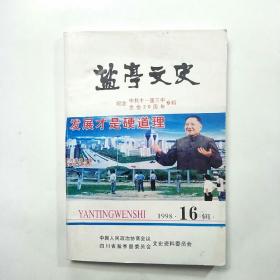 盐亭文史
纪念 中共十一届三中全会20周年 专辑
发展才是硬道理
YANTINGWENSHI
1998·16辑
中国人民政治协商会议
四川省盐亭县委员会
文史资料委员会